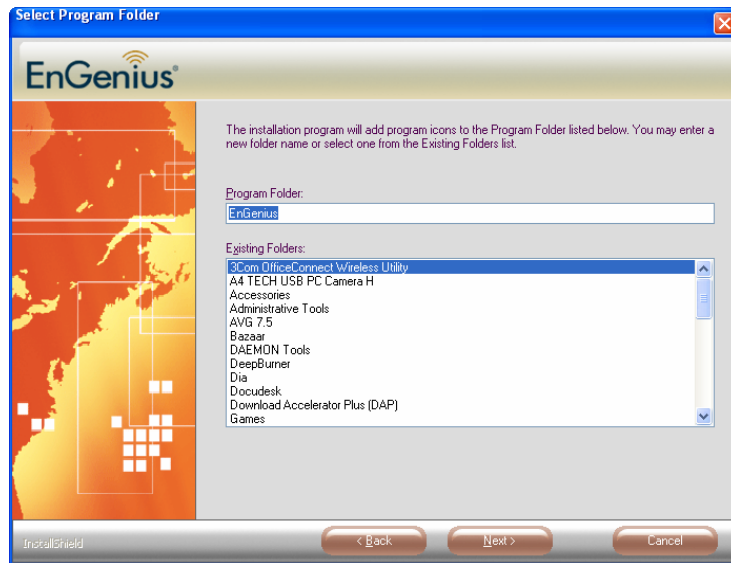 Select Program Folder
EnGenius®
The installation program will add program icons to the Program Folder listed below. You may enter a
new folder name or select one from the Existing Folders list.
Program Folder:
EnGenius
Existing Folders:
3Com OfficeConnect Wireless Utility
A4 TECH USB PC Camera H
Accessories
Administrative Tools
AVG 7.5
Bazaar
DAEMON Tools
DeepBurner
Dia
Docudesk
Download Accelerator Plus (DAP)
Games
InstallShield
< Back
Next >
Cancel